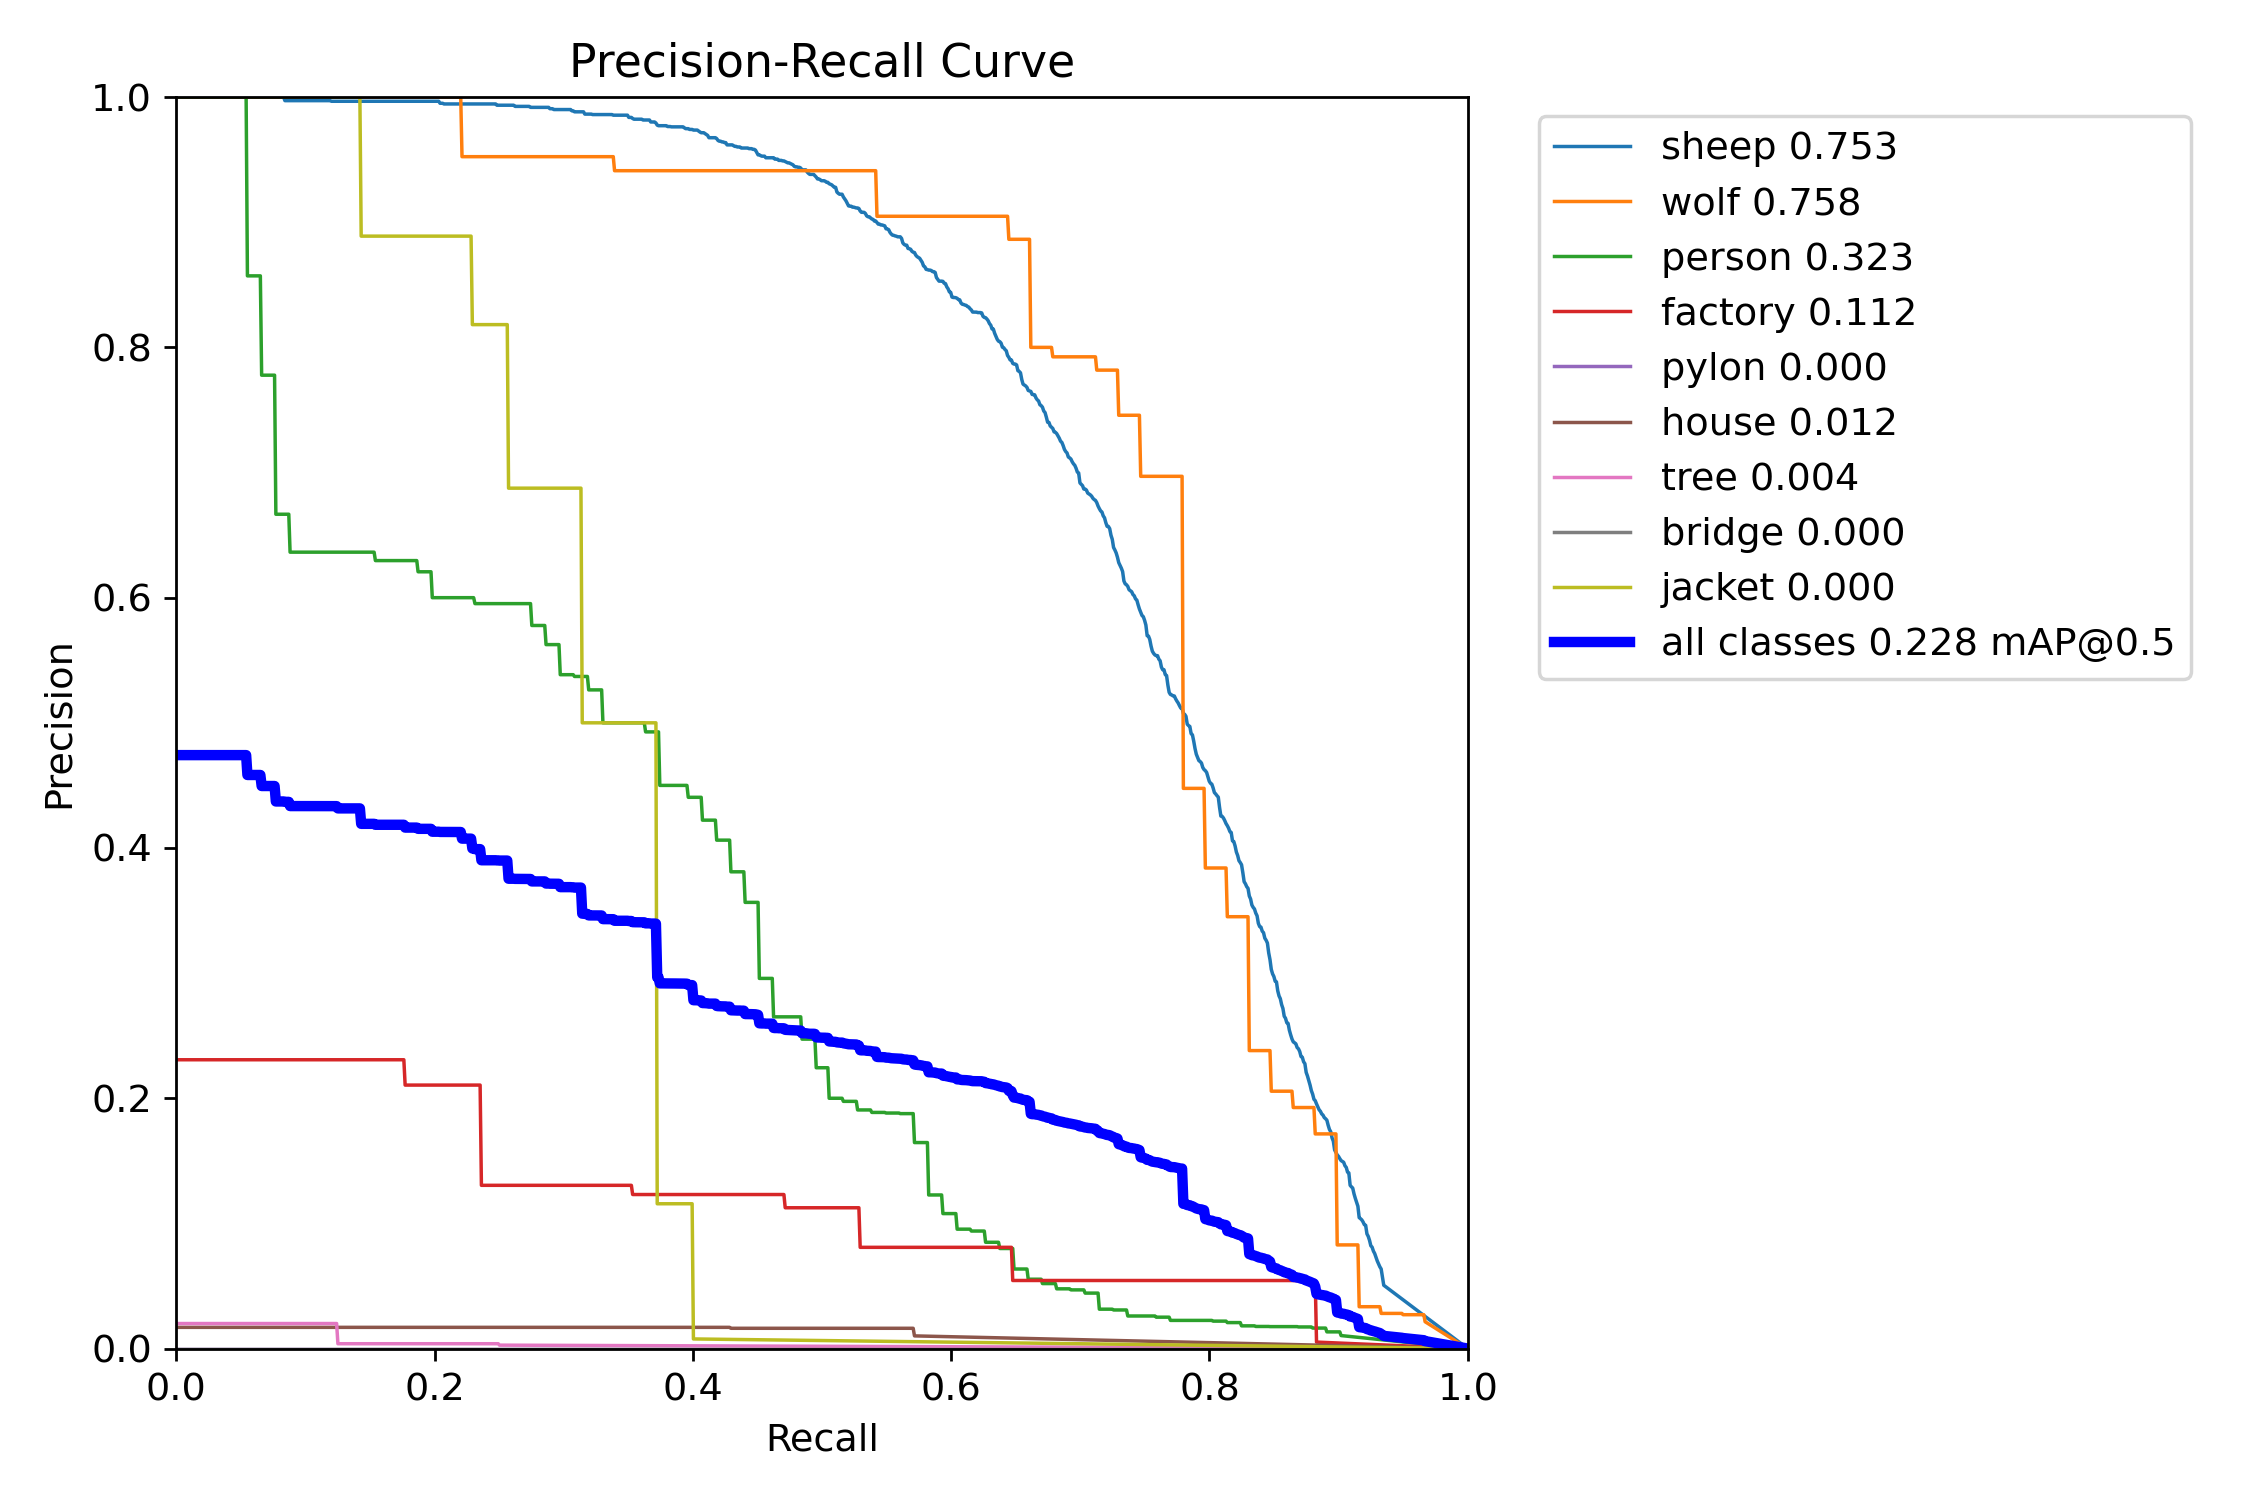 Precision-Recall Curve
1.0
0.8
0.6
0.4
0.2
0.0
Precision
0.0 0.2 0.4 0.6 0.8 1.0
Recall
sheep 0.753
wolf 0.758
person 0.323
factory 0.112
pylon 0.000
house 0.012
tree 0.004
bridge 0.000
jacket 0.000
all classes 0.228 mAP@0.5